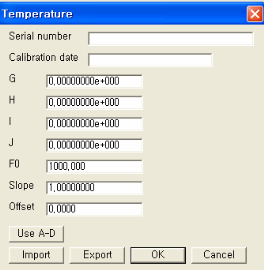 Temperature
Serial number
Calibration date
G 0,00000000e+000
H 0,00000000e+000
I 0,00000000e+000
J 0,00000000e+000
F0 1000,000
Slope 1,00000000
Offset 0,0000
Use A-D
Import Export OK Cancel